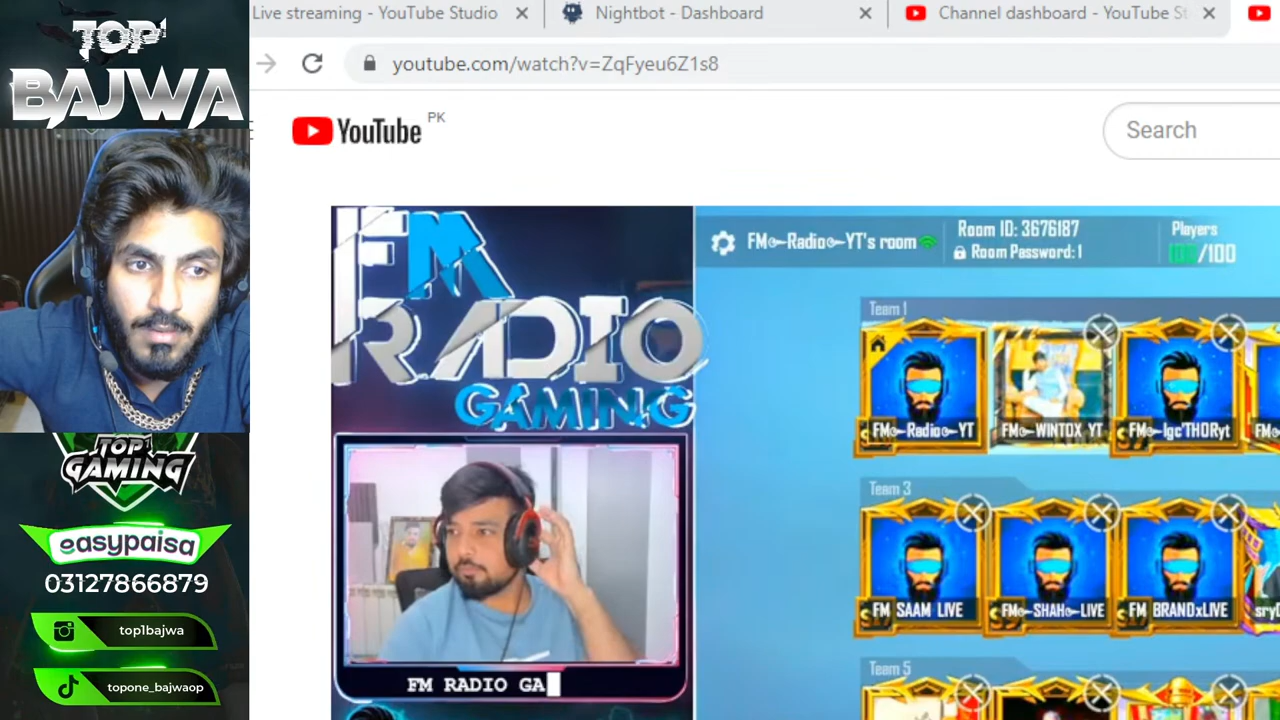 Live streaming - YouTube Studio
Nightbot - Dashboard
Channel dashboard - YouTube St
TOP1
BAJWA
youtube.com/watch?v=ZqFyeu6Z1s8
YouTube PK
Search
FM
RADIO
GAMING
FM Radio YT's room
Room ID: 3676187
Room Password: 1
Players
/100
Team 1
FM Radio YT
FM WINTOX YT
FM Igc THORyt
FM
Team 3
FM SAAM LIVE
FM SHAH LIVE
FM BRANDxLIVE
Team 5
FM RADIO GA
TOP1
GAMING
easypaisa
03127866879
top1bajwa
topone_bajwaop